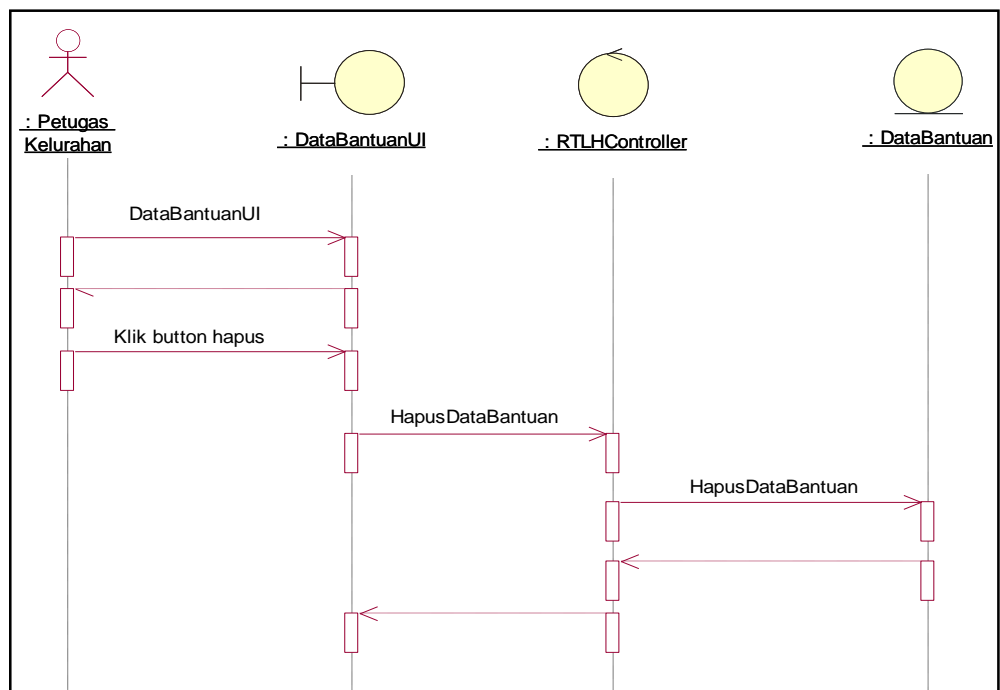 : Petugas
Kelurahan
: DataBantuanUI
: RTLHController
: DataBantuan
DataBantuanUI
Klik button hapus
HapusDataBantuan
HapusDataBantuan